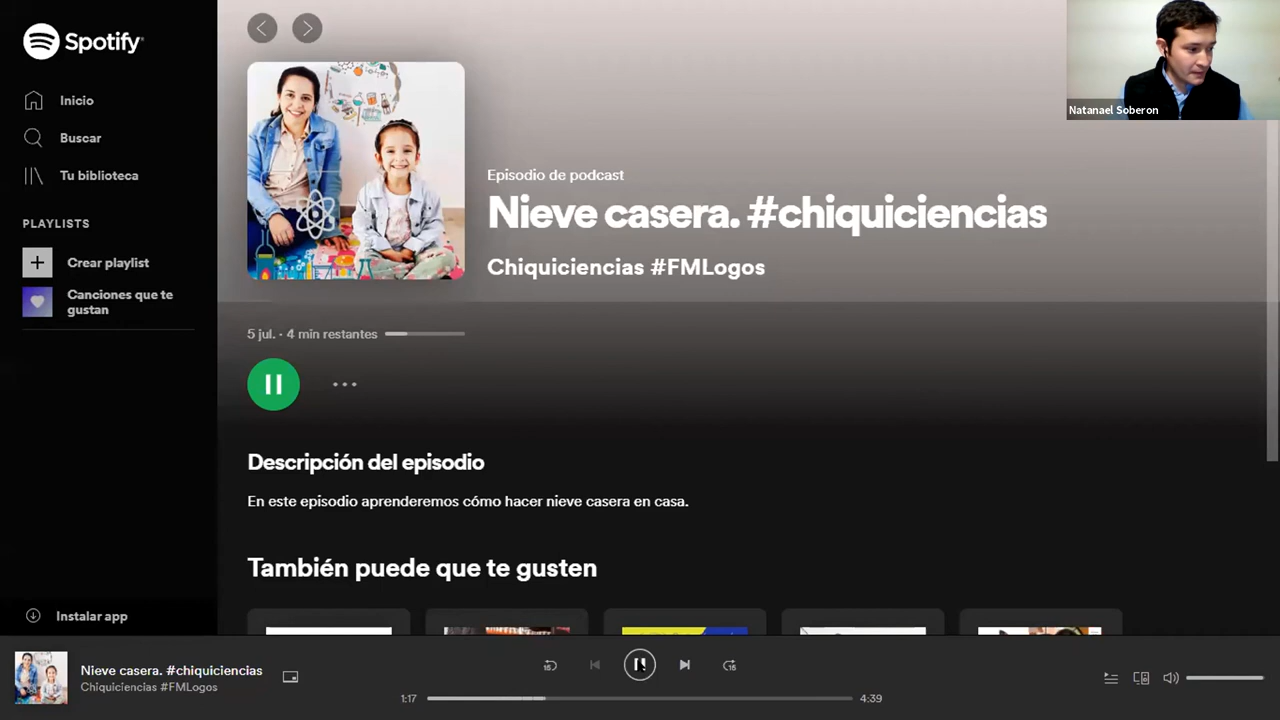 Spotify
Inicio
Buscar
Tu biblioteca
PLAYLISTS
Crear playlist
Canciones que te
gustan
Instalar app
Natanael Soberon
Episodio de podcast
Nieve casera. #chiquiciencias
Chiquiciencias #FMLogos
5 jul. · 4 min restantes
Descripción del episodio
En este episodio aprenderemos cómo hacer nieve casera en casa.
También puede que te gusten
Nieve casera. #chiquiciencias
Chiquiciencias #FMLogos
15
15
1:17
4:39